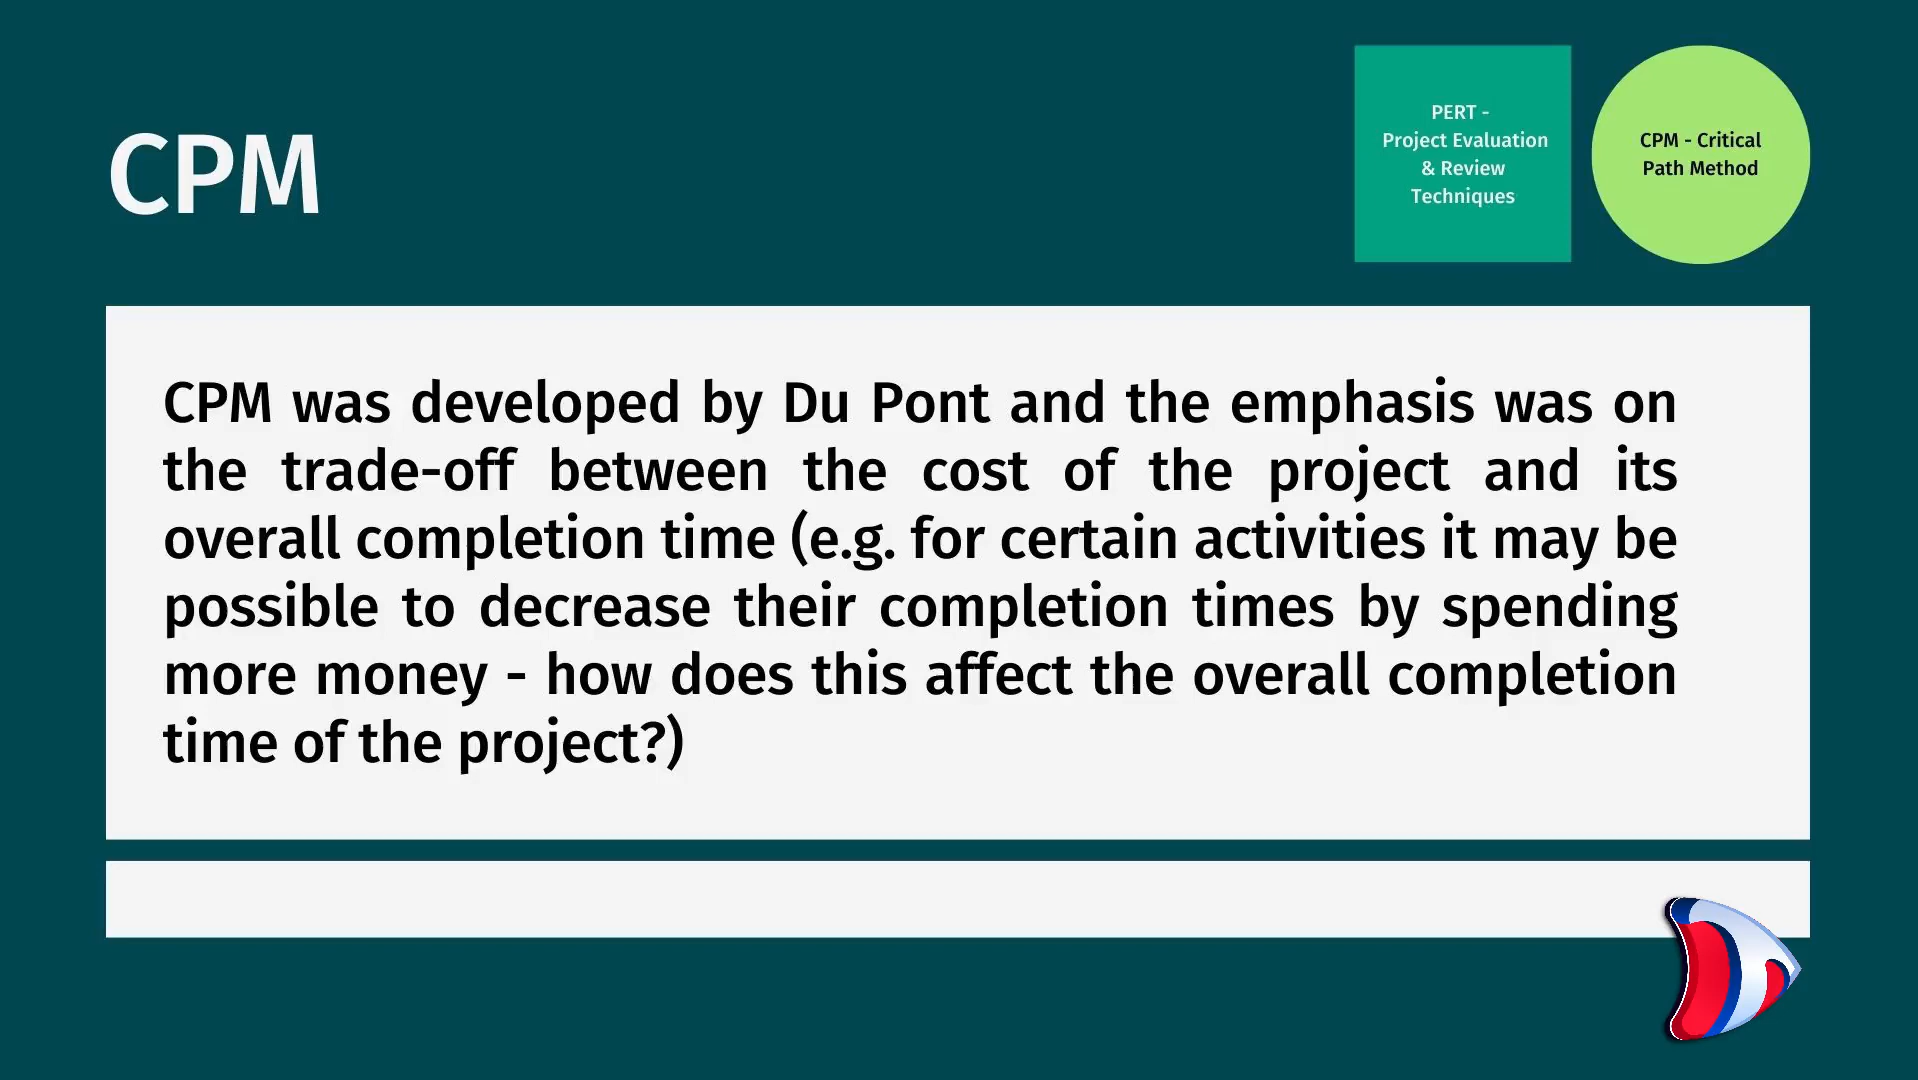 CPM
PERT -
Project Evaluation
& Review
Techniques
CPM - Critical
Path Method
CPM was developed by Du Pont and the emphasis was on
the trade-off between the cost of the project and its
overall completion time (e.g. for certain activities it may be
possible to decrease their completion times by spending
more money - how does this affect the overall completion
time of the project?)